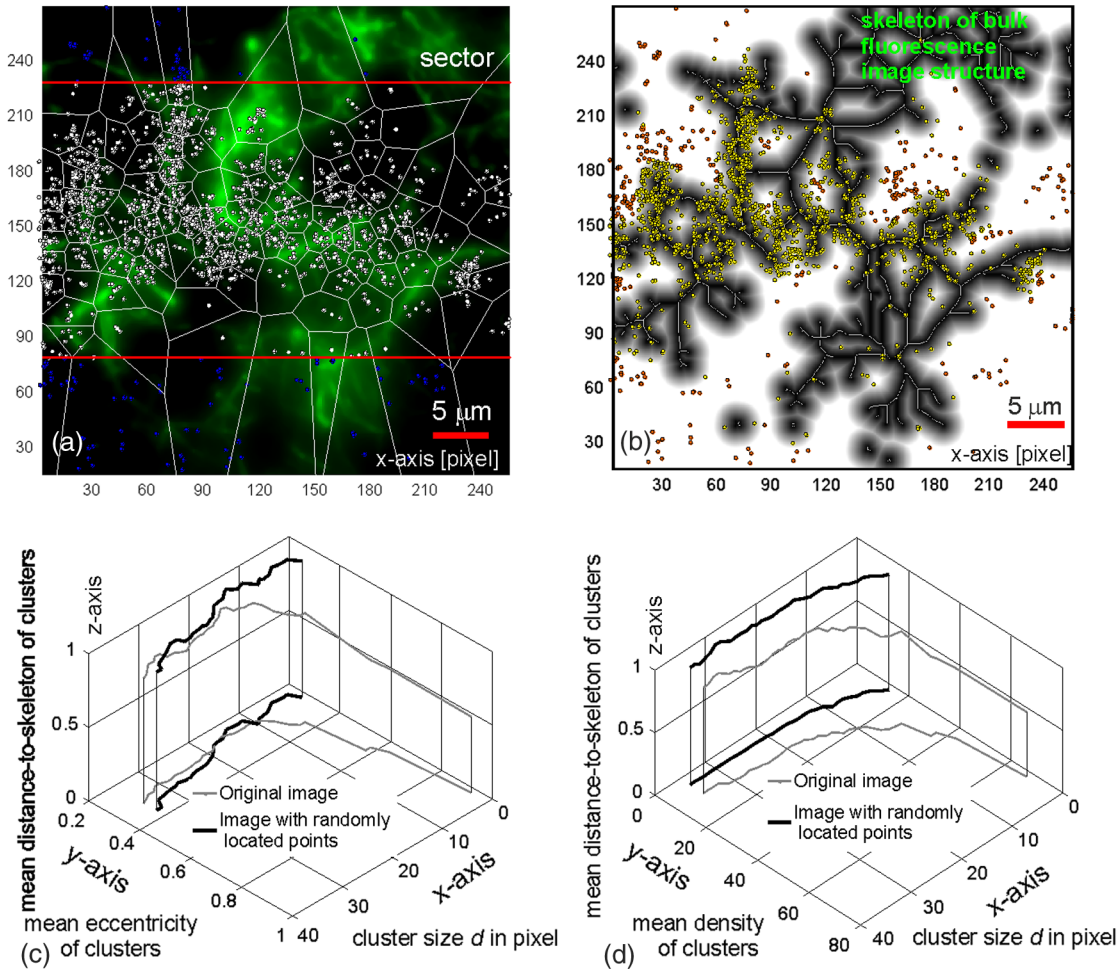 240
210
180
150
120
90
60
30
sector
5 μm
(a)
x-axis [pixel]
30 60 90 120 150 180 210 240
240
210
180
150
120
90
60
30
skeleton of bulk
fluorescence
image structure
5 μm
(b)
x-axis [pixel]
30 60 90 120 150 180 210 240
mean distance-to-skeleton of clusters
z-axis
1
0.5
0
0.2
0.4
0.6
0.8
1
y-axis
mean eccentricity
of clusters
Original image
Image with randomly
located points
0
10
20
30
40
x-axis
cluster size d in pixel
(c)
mean distance-to-skeleton of clusters
z-axis
1
0.5
0
0
20
40
60
80
y-axis
mean density
of clusters
Original image
Image with randomly
located points
0
10
20
30
40
x-axis
cluster size d in pixel
(d)